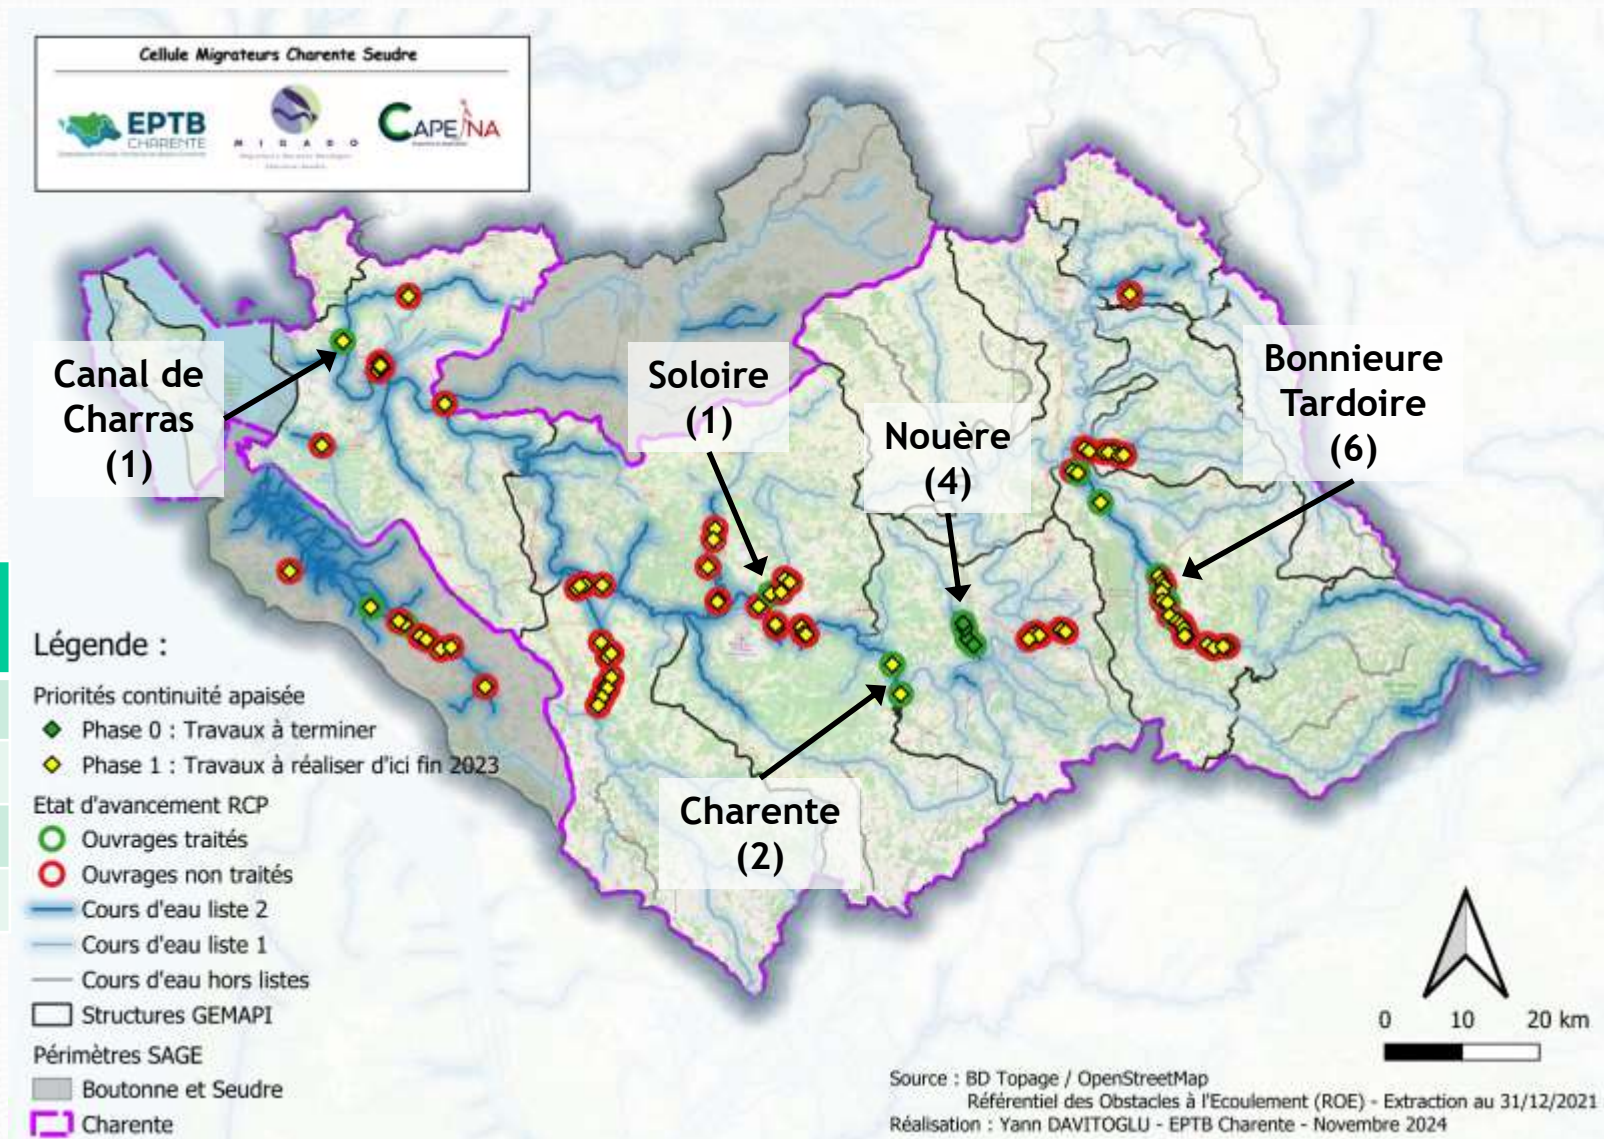 Cellule Migrateurs Charente Seudre
EPTB
CHARENTE
MIGADO
CAPENA
Canal de
Charras
(1)
Soloire
(1)
Nouère
(4)
Bonnieure
Tardoire
(6)
Charente
(2)
Légende :
Priorités continuité apaisée
Phase 0 : Travaux à terminer
Phase 1 : Travaux à réaliser d'ici fin 2023
Etat d'avancement RCP
Ouvrages traités
Ouvrages non traités
Cours d'eau liste 2
Cours d'eau liste 1
Cours d'eau hors listes
Structures GEMAPI
Périmètres SAGE
Boutonne et Seudre
Charente
0 10 20 km
Source : BD Topage / OpenStreetMap
Référentiel des Obstacles à l'Ecoulement (ROE) - Extraction au 31/12/2021
Réalisation : Yann DAVITOGLU - EPTB Charente - Novembre 2024